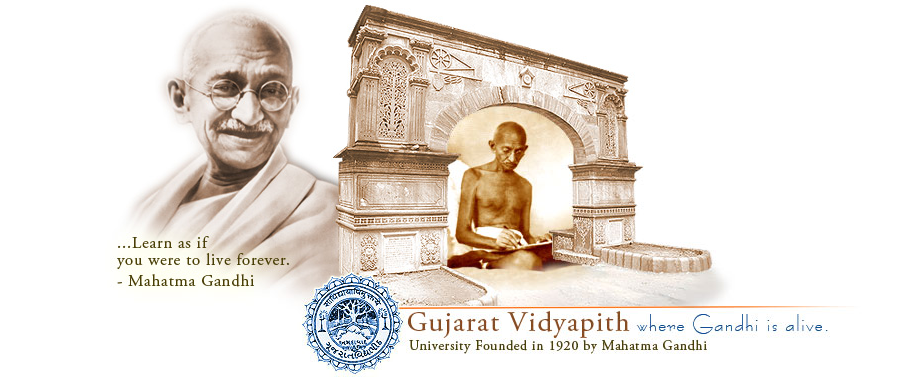 ...Learn as if
you were to live forever.
- Mahatma Gandhi
Gujarat Vidyapith where Gandhi is alive.
University Founded in 1920 by Mahatma Gandhi